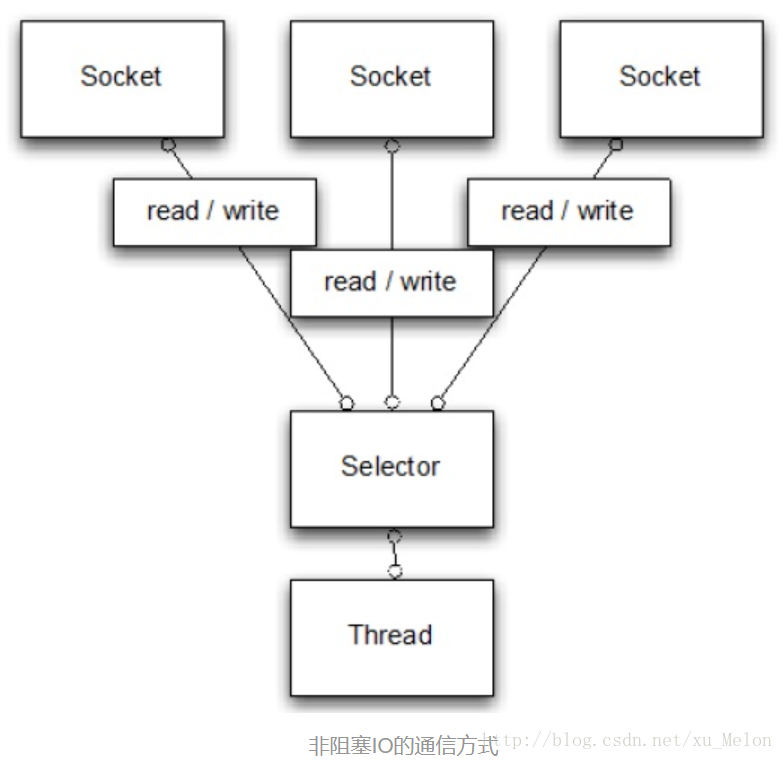 Socket
Socket
Socket
read / write
read / write
read / write
Selector
Thread
非阻塞IO的通信方式
http://blog.csdn.net/xu_Melon